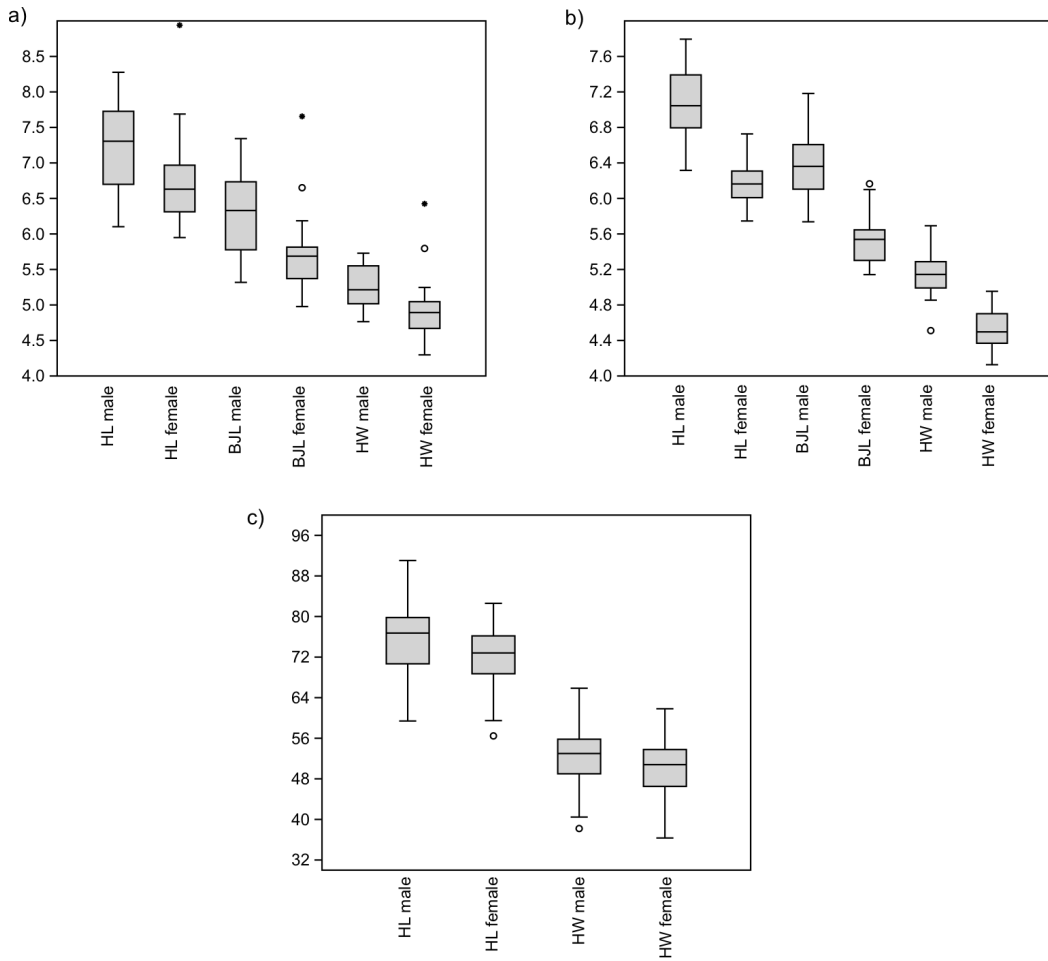 a)
8.5
8.0
7.5
7.0
6.5
6.0
5.5
5.0
4.5
4.0
HL male
HL female
BJL male
BJL female
HW male
HW female
b)
7.6
7.2
6.8
6.4
6.0
5.6
5.2
4.8
4.4
4.0
HL male
HL female
BJL male
BJL female
HW male
HW female
c)
96
88
80
72
64
56
48
40
32
HL male
HL female
HW male
HW female